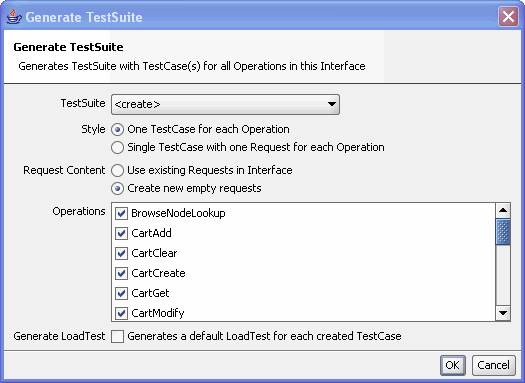 Generate TestSuite
Generate TestSuite
Generates TestSuite with TestCase(s) for all Operations in this Interface
TestSuite <create>
Style One TestCase for each Operation
Single TestCase with one Request for each Operation
Request Content Use existing Requests in Interface
Create new empty requests
Operations BrowseNodeLookup
CartAdd
CartClear
CartCreate
CartGet
CartModify
Generate LoadTest Generates a default LoadTest for each created TestCase
OK Cancel